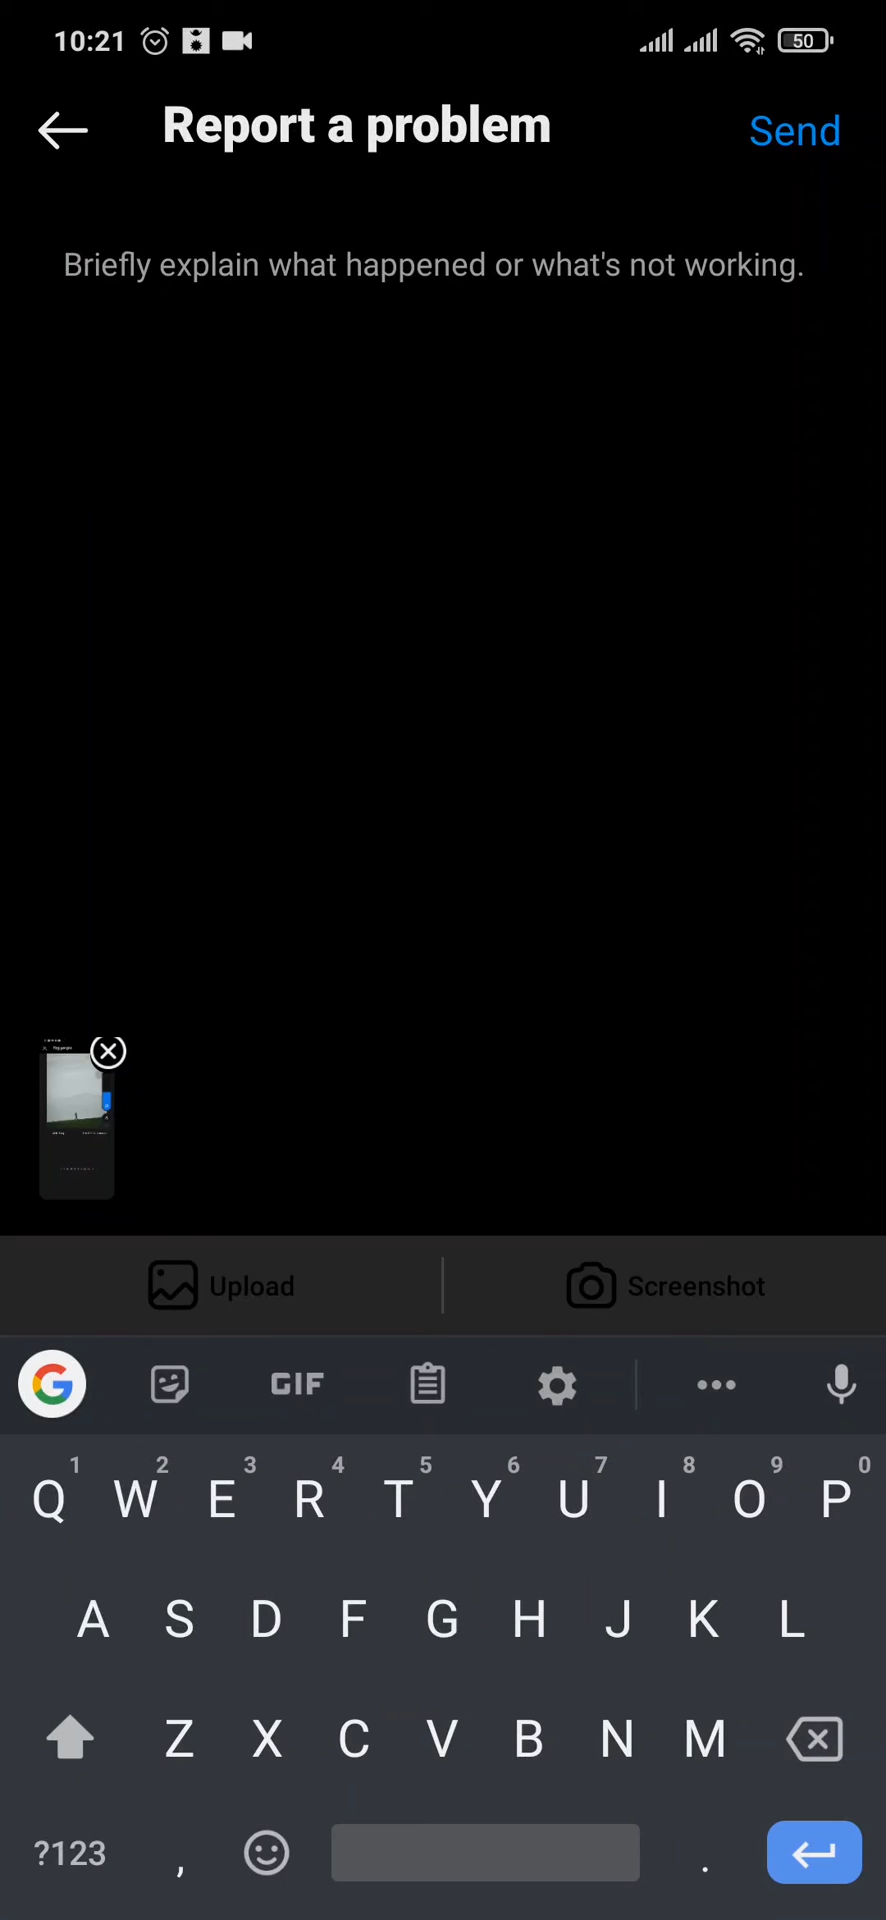 10:21
50
Report a problem
Send
Briefly explain what happened or what's not working.
Upload
Screenshot
G GIF
1 2 3 4 5 6 7 8 9 0
Q W E R T Y U I O P
A S D F G H J K L
Z X C V B N M
?123 , .